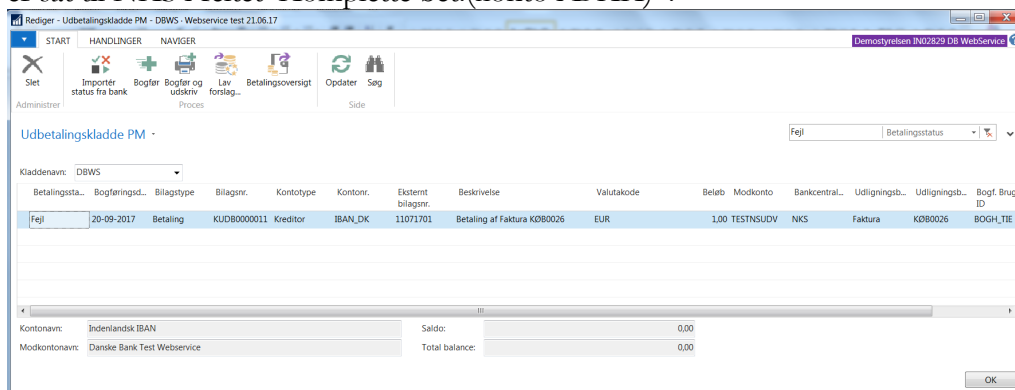 Rediger - Udbetalingskladde PM - DBWS · Webservice test 21.06.17
START HANDLINGER NAVIGER
Demostyrelsen IN02829 DB WebService
Slet
Importér status fra bank
Bogfør
Bogfør og udskriv
Lav forslag...
Betalingsoversigt
Opdater
Søg
Administrer
Proces
Side
Udbetalingskladde PM
Fejl
Betalingsstatus
Kladdenavn: DBWS
Betalingssta... Bogføringsd... Bilagstype Bilagsnr. Kontotype Kontonr. Eksternt bilagsnr. Beskrivelse Valutakode Beløb Modkonto Bankcentral... Udligningsb... Udligningsb... Bogf. Brug ID
Fejl 20-09-2017 Betaling KUDB0000011 Kreditor IBAN_DK 11071701 Betaling af Faktura KØB0026 EUR 1,00 TESTNSUDV NKS Faktura KØB0026 BOGH_TIE
Kontonavn: Indenlandsk IBAN Saldo: 0,00
Modkontonavn: Danske Bank Test Webservice Total balance: 0,00
OK